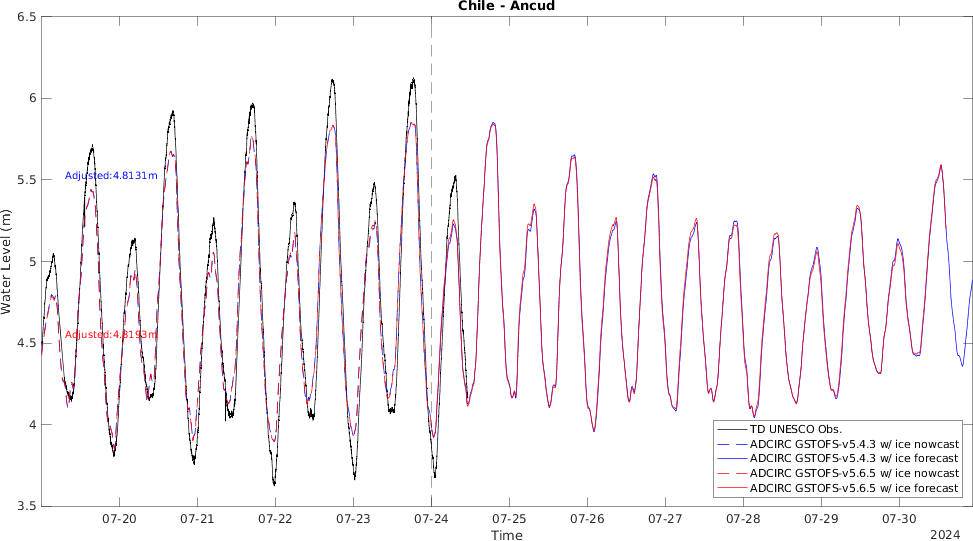 Chile - Ancud
6.5
6
5.5
5
4.5
4
3.5
Water Level (m)
Adjusted:4.8131m
Adjusted:4.8193m
TD UNESCO Obs.
ADCIRC GSTOFS-v5.4.3 w/ ice nowcast
ADCIRC GSTOFS-v5.4.3 w/ ice forecast
ADCIRC GSTOFS-v5.6.5 w/ ice nowcast
ADCIRC GSTOFS-v5.6.5 w/ ice forecast
07-20 07-21 07-22 07-23 07-24 07-25 07-26 07-27 07-28 07-29 07-30
Time
2024